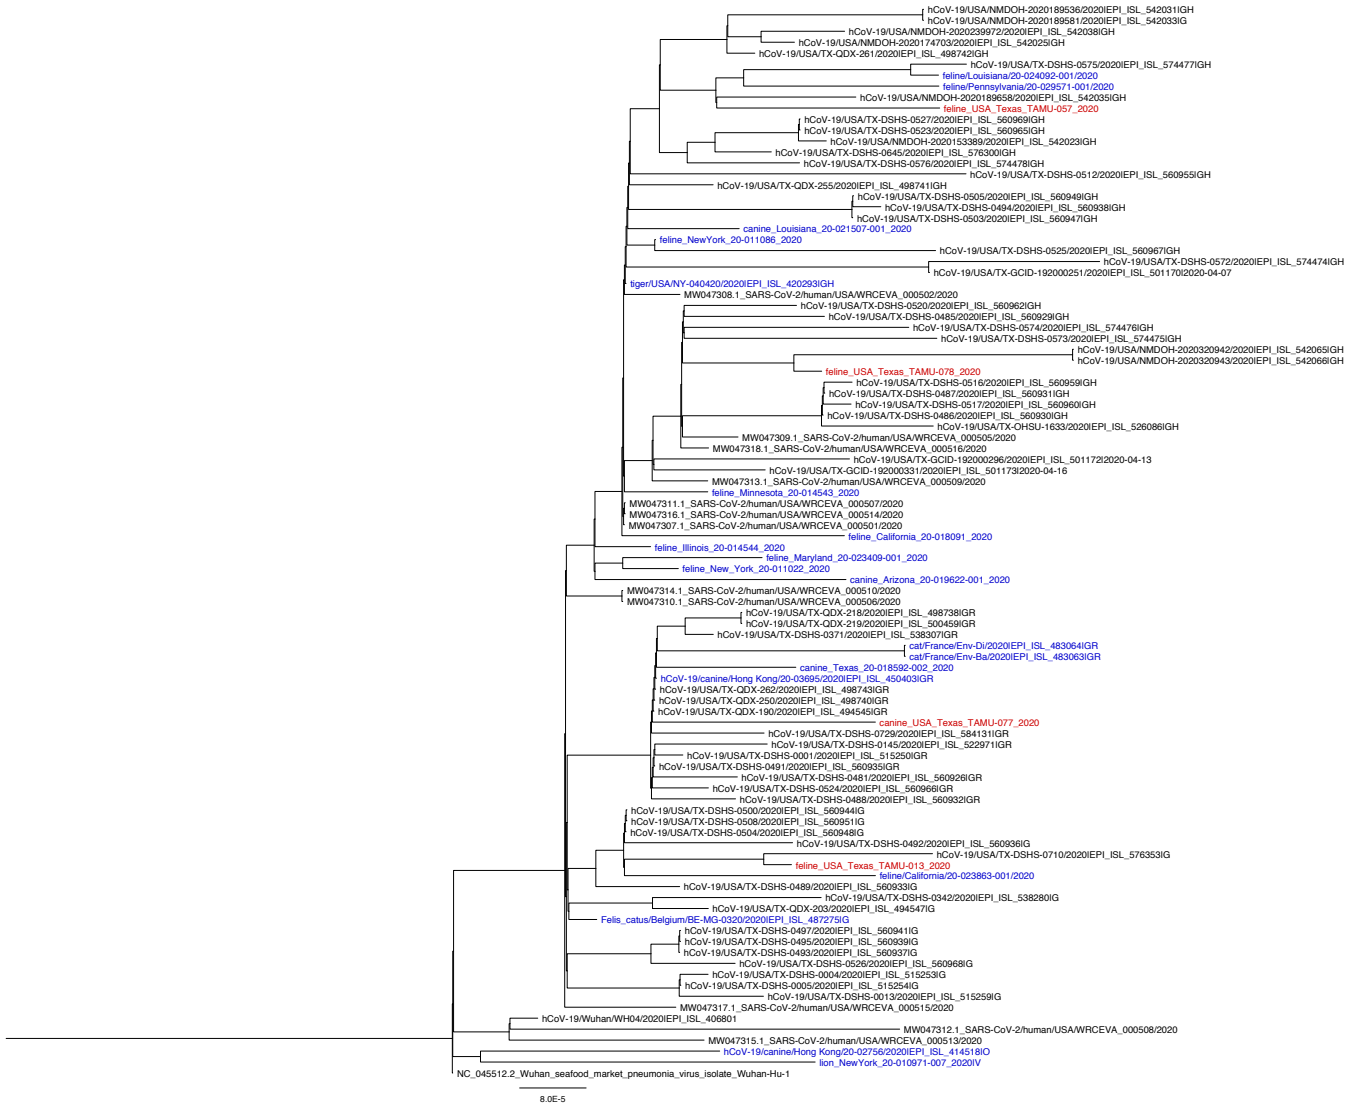 hCoV-19/USA/NMDOH-2020189536/2020|EPI_ISL_542031|GH
hCoV-19/USA/NMDOH-2020189581/2020|EPI_ISL_542033|G
hCoV-19/USA/NMDOH-2020239972/2020|EPI_ISL_542038|GH
hCoV-19/USA/NMDOH-2020174703/2020|EPI_ISL_542025|GH
hCoV-19/USA/TX-QDX-261/2020|EPI_ISL_498742|GH
hCoV-19/USA/TX-DSHS-0575/2020|EPI_ISL_574477|GH
feline/Louisiana/20-024092-001/2020
feline/Pennsylvania/20-029571-001/2020
hCoV-19/USA/NMDOH-2020189658/2020|EPI_ISL_542035|GH
feline_USA_Texas_TAMU-057_2020
hCoV-19/USA/TX-DSHS-0527/2020|EPI_ISL_560969|GH
hCoV-19/USA/TX-DSHS-0523/2020|EPI_ISL_560965|GH
hCoV-19/USA/NMDOH-2020153389/2020|EPI_ISL_542023|GH
hCoV-19/USA/TX-DSHS-0645/2020|EPI_ISL_576300|GH
hCoV-19/USA/TX-DSHS-0576/2020|EPI_ISL_574478|GH
hCoV-19/USA/TX-DSHS-0512/2020|EPI_ISL_560955|GH
hCoV-19/USA/TX-QDX-255/2020|EPI_ISL_498741|GH
hCoV-19/USA/TX-DSHS-0505/2020|EPI_ISL_560949|GH
hCoV-19/USA/TX-DSHS-0494/2020|EPI_ISL_560938|GH
hCoV-19/USA/TX-DSHS-0503/2020|EPI_ISL_560947|GH
canine_Louisiana_20-021507-001_2020
feline_NewYork_20-011086_2020
hCoV-19/USA/TX-DSHS-0525/2020|EPI_ISL_560967|GH
hCoV-19/USA/TX-DSHS-0572/2020|EPI_ISL_574474|GH
hCoV-19/USA/TX-GCID-192000251/2020|EPI_ISL_501170|2020-04-07
tiger/USA/NY-040420/2020|EPI_ISL_420293|GH
MW047308.1_SARS-CoV-2/human/USA/WRCEVA_000502/2020
hCoV-19/USA/TX-DSHS-0520/2020|EPI_ISL_560962|GH
hCoV-19/USA/TX-DSHS-0485/2020|EPI_ISL_560929|GH
hCoV-19/USA/TX-DSHS-0574/2020|EPI_ISL_574476|GH
hCoV-19/USA/TX-DSHS-0573/2020|EPI_ISL_574475|GH
hCoV-19/USA/NMDOH-2020320942/2020|EPI_ISL_542065|GH
hCoV-19/USA/NMDOH-2020320943/2020|EPI_ISL_542066|GH
feline_USA_Texas_TAMU-078_2020
hCoV-19/USA/TX-DSHS-0516/2020|EPI_ISL_560959|GH
hCoV-19/USA/TX-DSHS-0487/2020|EPI_ISL_560931|GH
hCoV-19/USA/TX-DSHS-0517/2020|EPI_ISL_560960|GH
hCoV-19/USA/TX-DSHS-0486/2020|EPI_ISL_560930|GH
hCoV-19/USA/TX-OHSU-1633/2020|EPI_ISL_526086|GH
MW047309.1_SARS-CoV-2/human/USA/WRCEVA_000505/2020
MW047318.1_SARS-CoV-2/human/USA/WRCEVA_000516/2020
hCoV-19/USA/TX-GCID-192000296/2020|EPI_ISL_501172|2020-04-13
hCoV-19/USA/TX-GCID-192000331/2020|EPI_ISL_501173|2020-04-16
MW047313.1_SARS-CoV-2/human/USA/WRCEVA_000509/2020
feline_Minnesota_20-014543_2020
MW047311.1_SARS-CoV-2/human/USA/WRCEVA_000507/2020
MW047316.1_SARS-CoV-2/human/USA/WRCEVA_000514/2020
MW047307.1_SARS-CoV-2/human/USA/WRCEVA_000501/2020
feline_California_20-018091_2020
feline_Illinois_20-014544_2020
feline_Maryland_20-023409-001_2020
feline_New_York_20-011022_2020
canine_Arizona_20-019622-001_2020
MW047314.1_SARS-CoV-2/human/USA/WRCEVA_000510/2020
MW047310.1_SARS-CoV-2/human/USA/WRCEVA_000506/2020
hCoV-19/USA/TX-QDX-218/2020|EPI_ISL_498738|GR
hCoV-19/USA/TX-QDX-219/2020|EPI_ISL_500459|GR
hCoV-19/USA/TX-DSHS-0371/2020|EPI_ISL_538307|GR
cat/France/Env-Di/2020|EPI_ISL_483064|GR
cat/France/Env-Ba/2020|EPI_ISL_483063|GR
canine_Texas_20-018592-002_2020
hCoV-19/canine/Hong Kong/20-03695/2020|EPI_ISL_450403|GR
hCoV-19/USA/TX-QDX-262/2020|EPI_ISL_498743|GR
hCoV-19/USA/TX-QDX-250/2020|EPI_ISL_498740|GR
hCoV-19/USA/TX-QDX-190/2020|EPI_ISL_494545|GR
canine_USA_Texas_TAMU-077_2020
hCoV-19/USA/TX-DSHS-0729/2020|EPI_ISL_584131|GR
hCoV-19/USA/TX-DSHS-0145/2020|EPI_ISL_522971|GR
hCoV-19/USA/TX-DSHS-0001/2020|EPI_ISL_515250|GR
hCoV-19/USA/TX-DSHS-0491/2020|EPI_ISL_560935|GR
hCoV-19/USA/TX-DSHS-0481/2020|EPI_ISL_560926|GR
hCoV-19/USA/TX-DSHS-0524/2020|EPI_ISL_560966|GR
hCoV-19/USA/TX-DSHS-0488/2020|EPI_ISL_560932|GR
hCoV-19/USA/TX-DSHS-0500/2020|EPI_ISL_560944|G
hCoV-19/USA/TX-DSHS-0508/2020|EPI_ISL_560951|G
hCoV-19/USA/TX-DSHS-0504/2020|EPI_ISL_560948|G
hCoV-19/USA/TX-DSHS-0492/2020|EPI_ISL_560936|G
hCoV-19/USA/TX-DSHS-0710/2020|EPI_ISL_576353|G
feline_USA_Texas_TAMU-013_2020
feline/California/20-023863-001/2020
hCoV-19/USA/TX-DSHS-0489/2020|EPI_ISL_560933|G
hCoV-19/USA/TX-DSHS-0342/2020|EPI_ISL_538280|G
hCoV-19/USA/TX-QDX-203/2020|EPI_ISL_494547|G
Felis_catus/Belgium/BE-MG-0320/2020|EPI_ISL_487275|G
hCoV-19/USA/TX-DSHS-0497/2020|EPI_ISL_560941|G
hCoV-19/USA/TX-DSHS-0495/2020|EPI_ISL_560939|G
hCoV-19/USA/TX-DSHS-0493/2020|EPI_ISL_560937|G
hCoV-19/USA/TX-DSHS-0526/2020|EPI_ISL_560968|G
hCoV-19/USA/TX-DSHS-0004/2020|EPI_ISL_515253|G
hCoV-19/USA/TX-DSHS-0005/2020|EPI_ISL_515254|G
hCoV-19/USA/TX-DSHS-0013/2020|EPI_ISL_515259|G
MW047317.1_SARS-CoV-2/human/USA/WRCEVA_000515/2020
hCoV-19/Wuhan/WH04/2020|EPI_ISL_406801
MW047312.1_SARS-CoV-2/human/USA/WRCEVA_000508/2020
MW047315.1_SARS-CoV-2/human/USA/WRCEVA_000513/2020
hCoV-19/canine/Hong Kong/20-02756/2020|EPI_ISL_414518|O
lion_NewYork_20-010971-007_2020|V
NC_045512.2_Wuhan_seafood_market_pneumonia_virus_isolate_Wuhan-Hu-1
8.0E-5